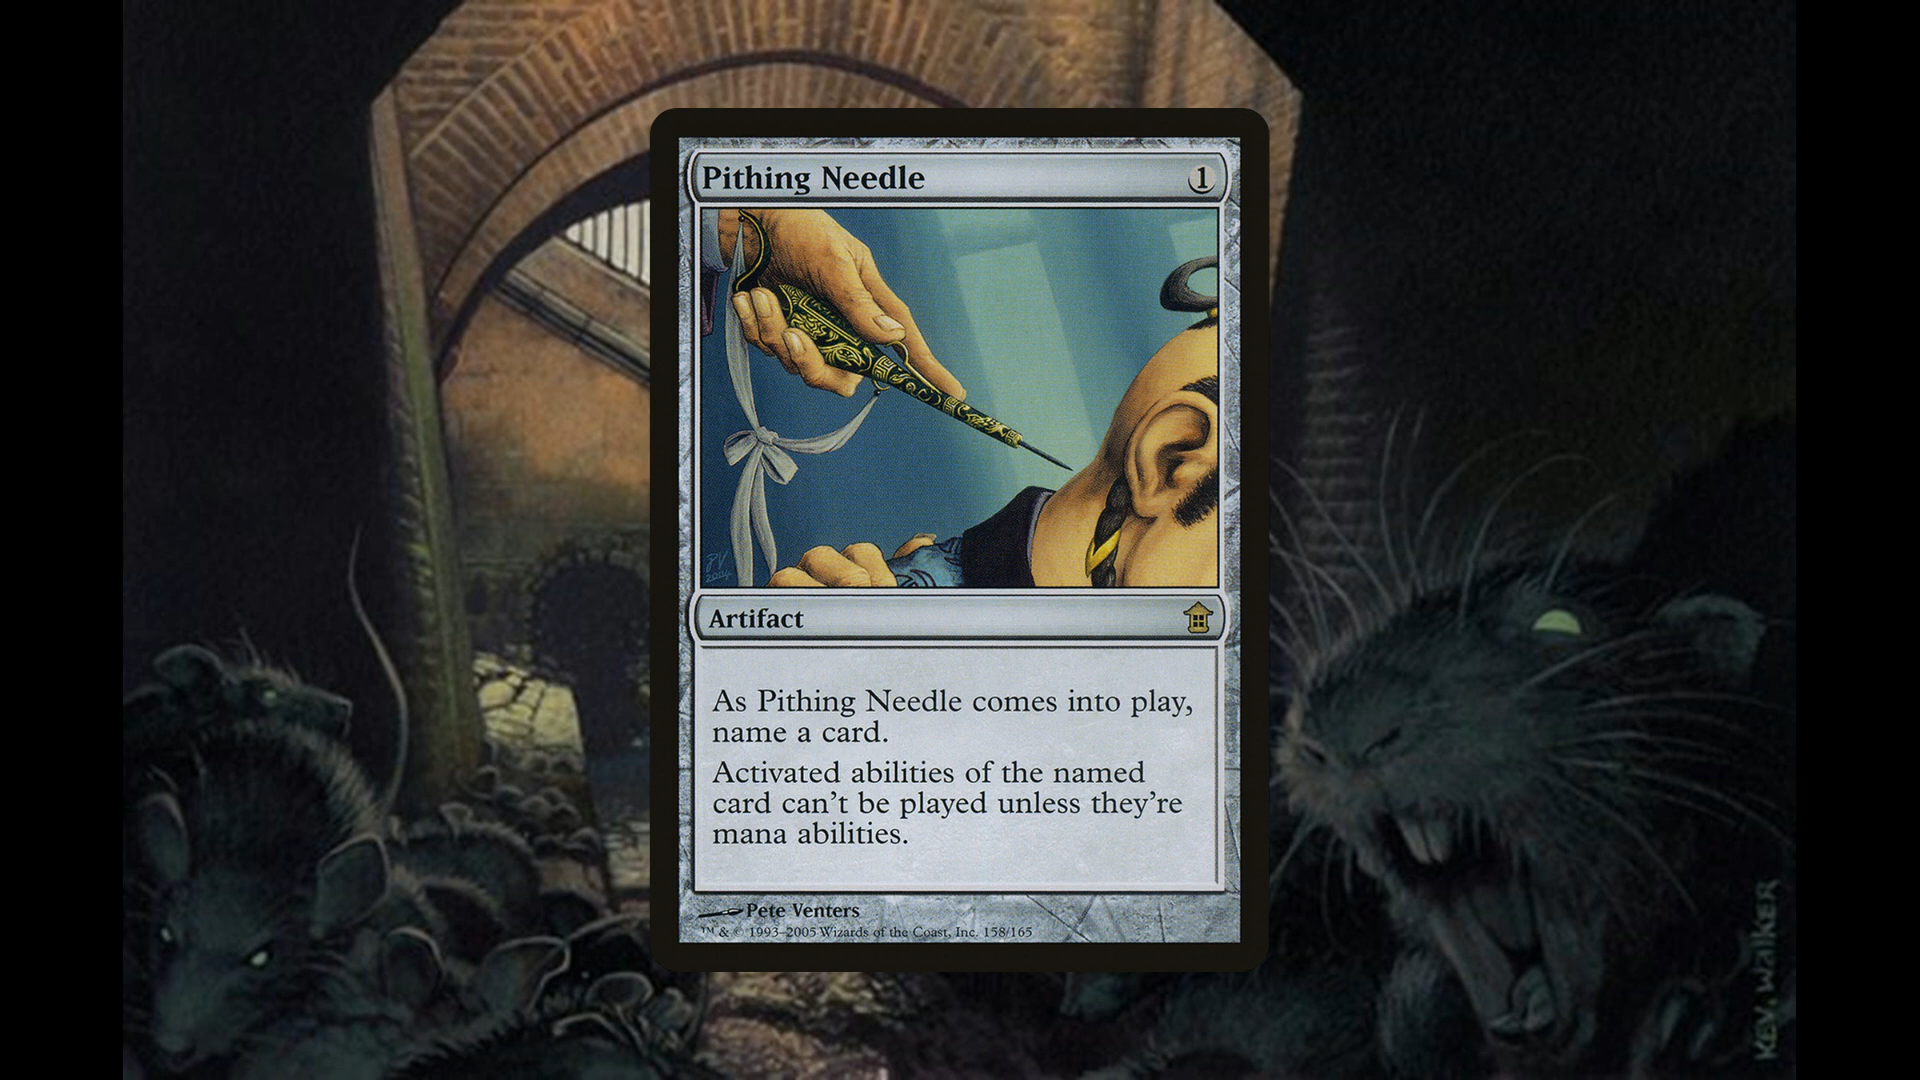 Pithing Needle 1
PV
2004
Artifact
As Pithing Needle comes into play,
name a card.
Activated abilities of the named
card can't be played unless they're
mana abilities.
Pete Venters
™ & © 1993–2005 Wizards of the Coast, Inc. 158/165
KEV. WALKER